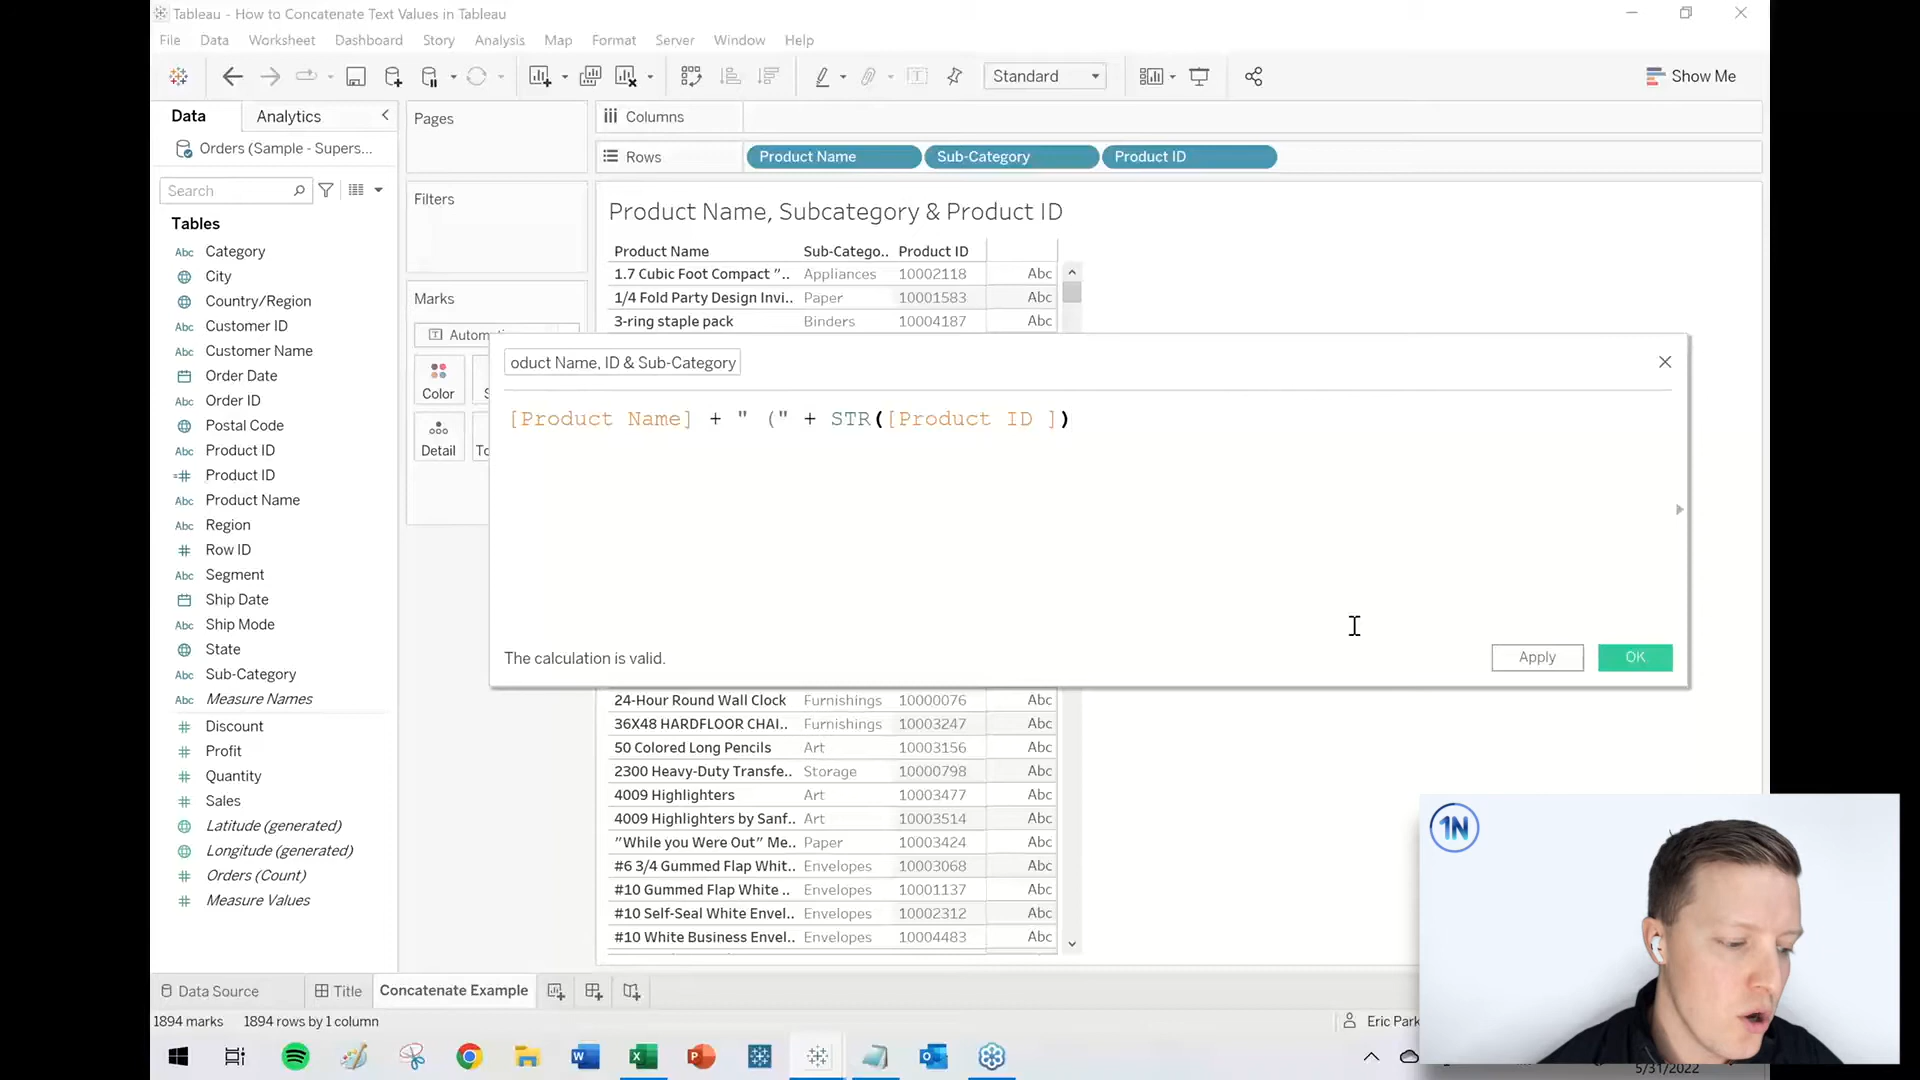 Tableau - How to Concatenate Text Values in Tableau
File Data Worksheet Dashboard Story Analysis Map Format Server Window Help
Standard
Show Me
Data Analytics
Orders (Sample - Supers...
Search
Tables
Abc Category
City
Country/Region
Abc Customer ID
Abc Customer Name
Order Date
Abc Order ID
Postal Code
Abc Product ID
=# Product ID
Abc Product Name
Abc Region
# Row ID
Abc Segment
Ship Date
Abc Ship Mode
State
Abc Sub-Category
Abc Measure Names
# Discount
# Profit
# Quantity
# Sales
Latitude (generated)
Longitude (generated)
# Orders (Count)
# Measure Values
Pages
Filters
Marks
Automati
Color
Detail
Columns
Rows Product Name Sub-Category Product ID
Product Name, Subcategory & Product ID
Product Name Sub-Catego.. Product ID
1.7 Cubic Foot Compact ".. Appliances 10002118 Abc
1/4 Fold Party Design Invi.. Paper 10001583 Abc
3-ring staple pack Binders 10004187 Abc
oduct Name, ID & Sub-Category
[Product Name] + " (" + STR([Product ID ])
The calculation is valid.
Apply OK
24-Hour Round Wall Clock Furnishings 10000076 Abc
36X48 HARDFLOOR CHAI.. Furnishings 10003247 Abc
50 Colored Long Pencils Art 10003156 Abc
2300 Heavy-Duty Transfe.. Storage 10000798 Abc
4009 Highlighters Art 10003477 Abc
4009 Highlighters by Sanf.. Art 10003514 Abc
"While you Were Out" Me.. Paper 10003424 Abc
#6 3/4 Gummed Flap Whit.. Envelopes 10003068 Abc
#10 Gummed Flap White .. Envelopes 10001137 Abc
#10 Self-Seal White Envel.. Envelopes 10002312 Abc
#10 White Business Envel.. Envelopes 10004483 Abc
1N
Data Source Title Concatenate Example
1894 marks 1894 rows by 1 column
Eric Park
5/31/2022